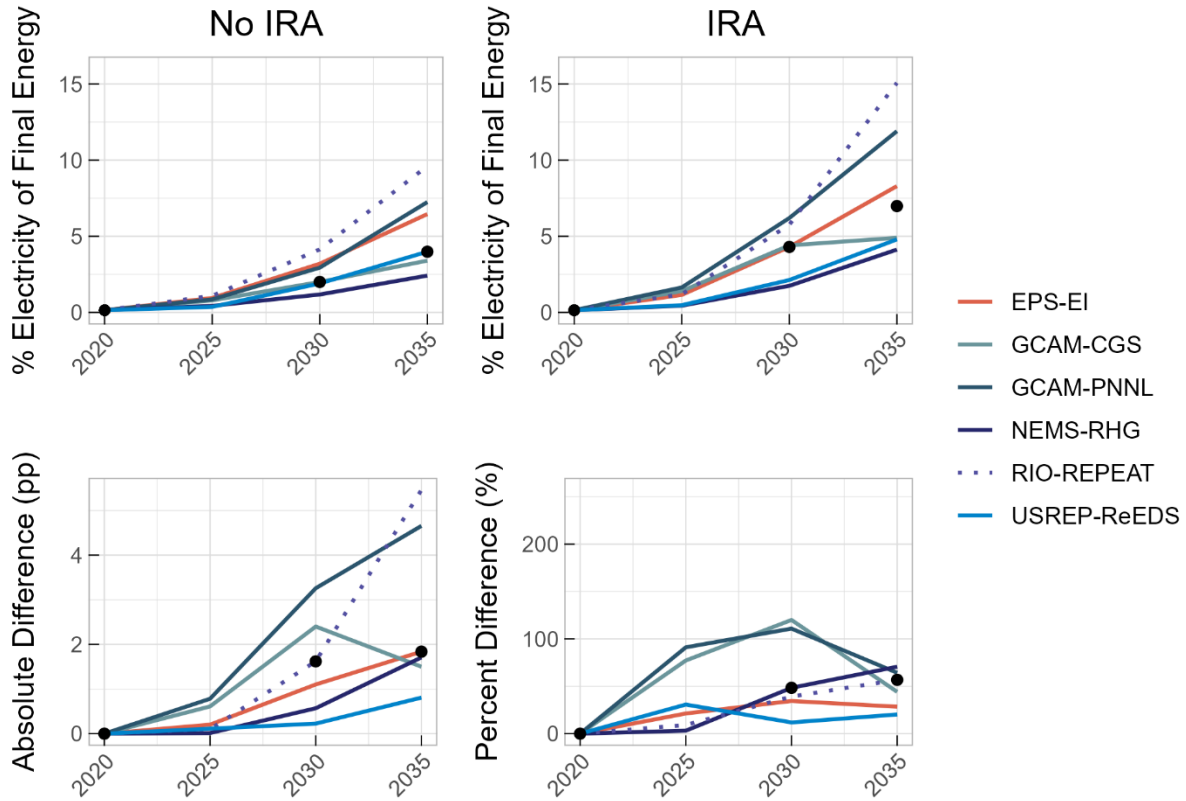 No IRA
IRA
% Electricity of Final Energy
15
10
5
0
2020
2025
2030
2035
% Electricity of Final Energy
15
10
5
0
2020
2025
2030
2035
EPS-EI
GCAM-CGS
GCAM-PNNL
NEMS-RHG
RIO-REPEAT
USREP-ReEDS
Absolute Difference (pp)
4
2
0
2020
2025
2030
2035
Percent Difference (%)
200
100
0
2020
2025
2030
2035